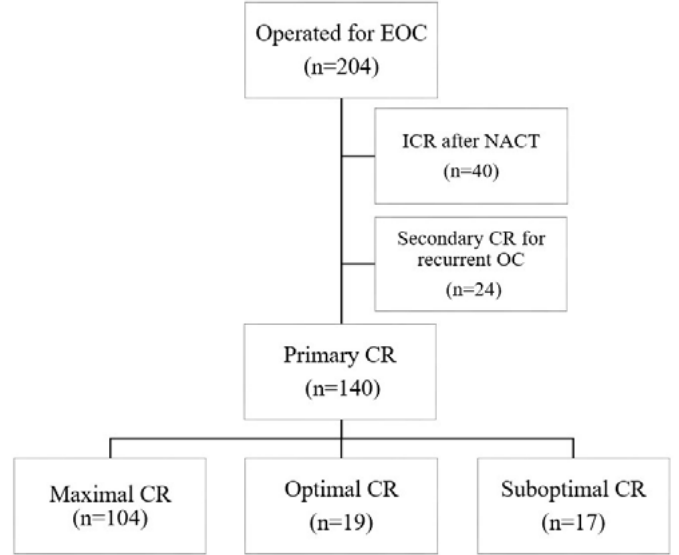 Operated for EOC
(n=204)
ICR after NACT
(n=40)
Secondary CR for
recurrent OC
(n=24)
Primary CR
(n=140)
Maximal CR
(n=104)
Optimal CR
(n=19)
Suboptimal CR
(n=17)